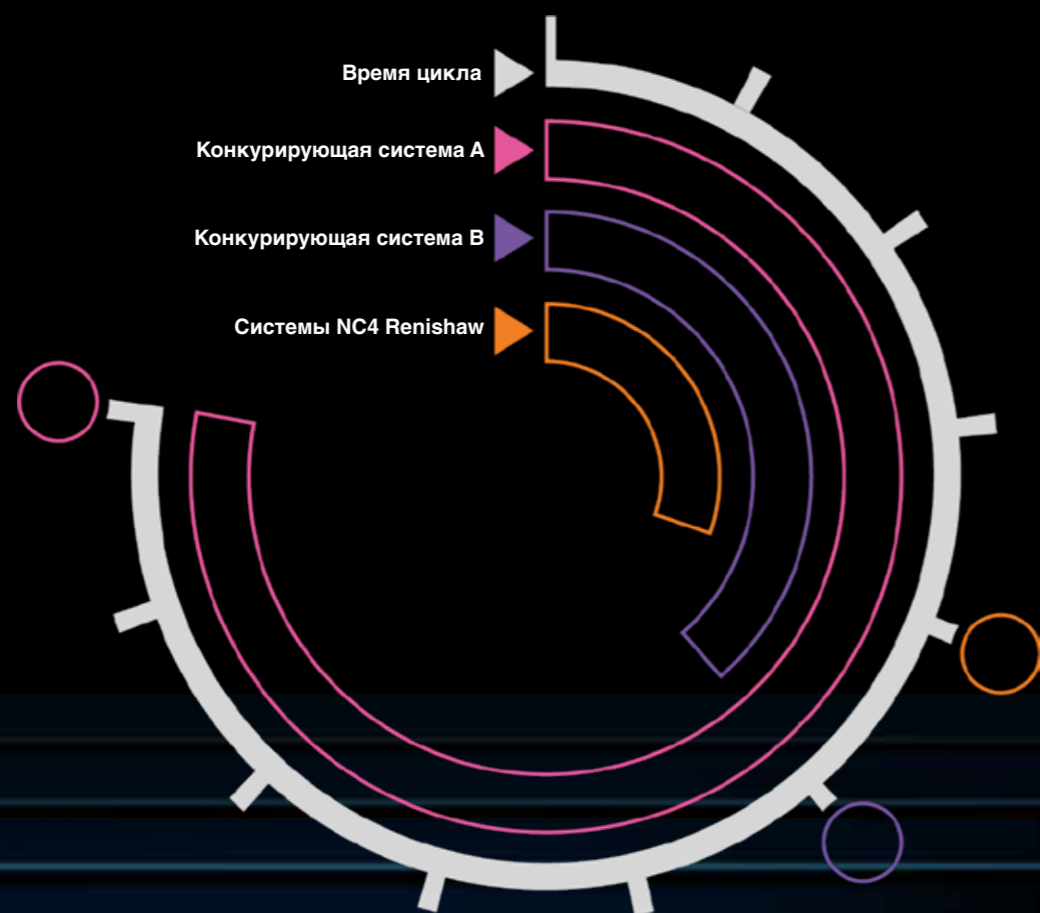 Время цикла
Конкурирующая система А
Конкурирующая система В
Системы NC4 Renishaw